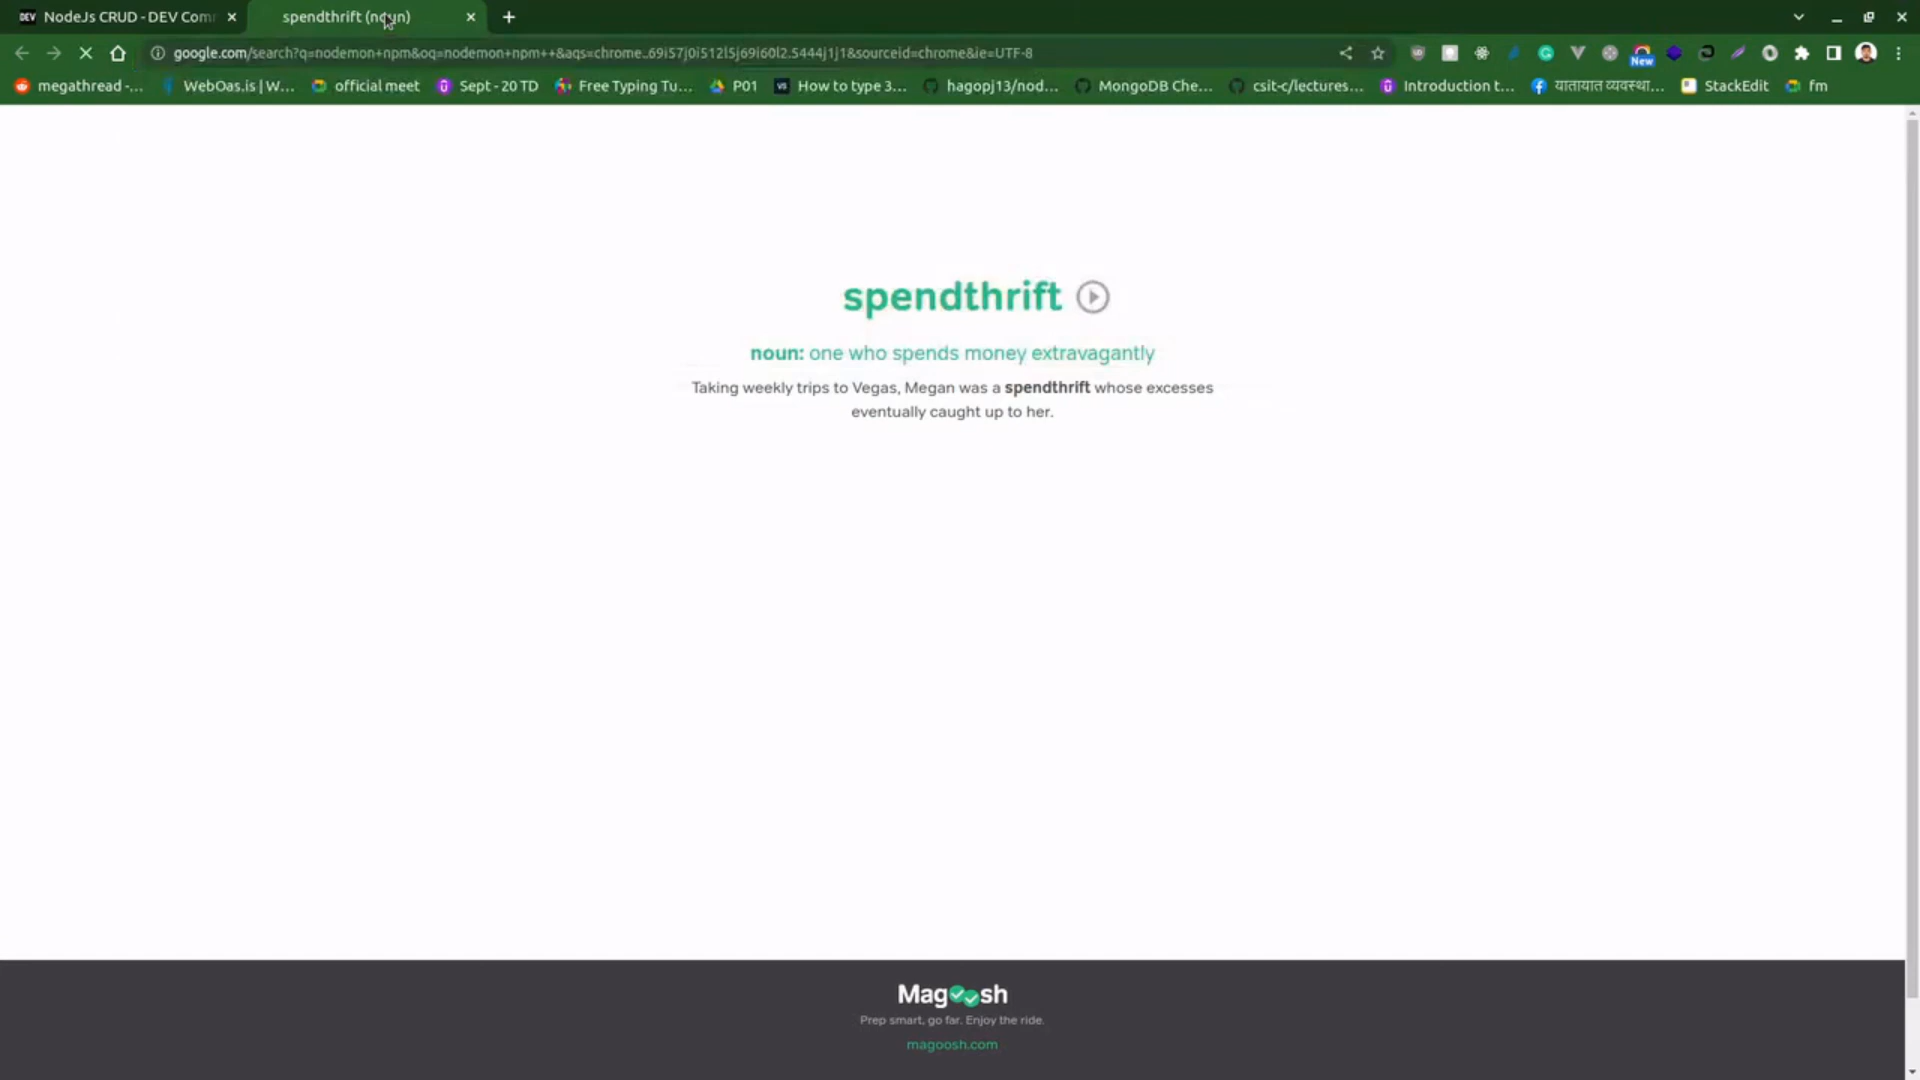 DEV NodeJs CRUD - DEV Com
spendthrift (noun)
google.com/search?q=nodemon+npm&oq=nodemon+npm++&aqs=chrome..69i57j0i512l5j69i60l2.5444j1j1&sourceid=chrome&ie=UTF-8
New
megathread -...
WebOas.is | W...
official meet
Sept - 20 TD
Free Typing Tu...
P01
How to type 3...
hagopj13/nod...
MongoDB Che...
csit-c/lectures...
Introduction t...
यातायात व्यवस्था...
StackEdit
fm
spendthrift
noun: one who spends money extravagantly
Taking weekly trips to Vegas, Megan was a spendthrift whose excesses
eventually caught up to her.
Magoosh
Prep smart, go far. Enjoy the ride.
magoosh.com